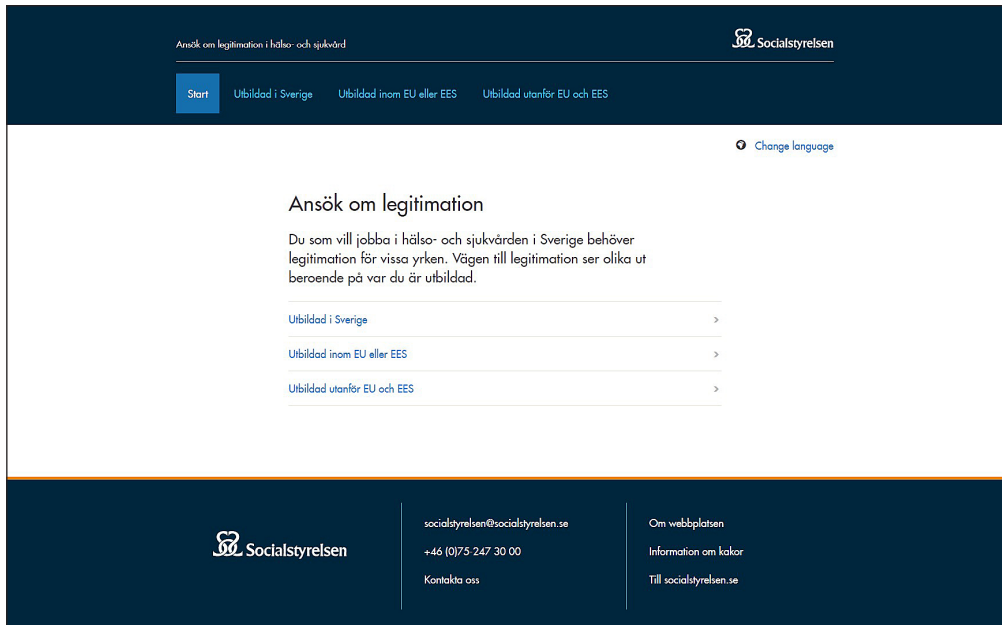 Ansök om legitimation i hälso- och sjukvård
Socialstyrelsen
Start
Utbildad i Sverige
Utbildad inom EU eller EES
Utbildad utanför EU och EES
Change language
Ansök om legitimation
Du som vill jobba i hälso- och sjukvården i Sverige behöver
legitimation för vissa yrken. Vägen till legitimation ser olika ut
beroende på var du är utbildad.
Utbildad i Sverige
Utbildad inom EU eller EES
Utbildad utanför EU och EES
Socialstyrelsen
socialstyrelsen@socialstyrelsen.se
+46 (0)75-247 30 00
Kontakta oss
Om webbplatsen
Information om kakor
Till socialstyrelsen.se